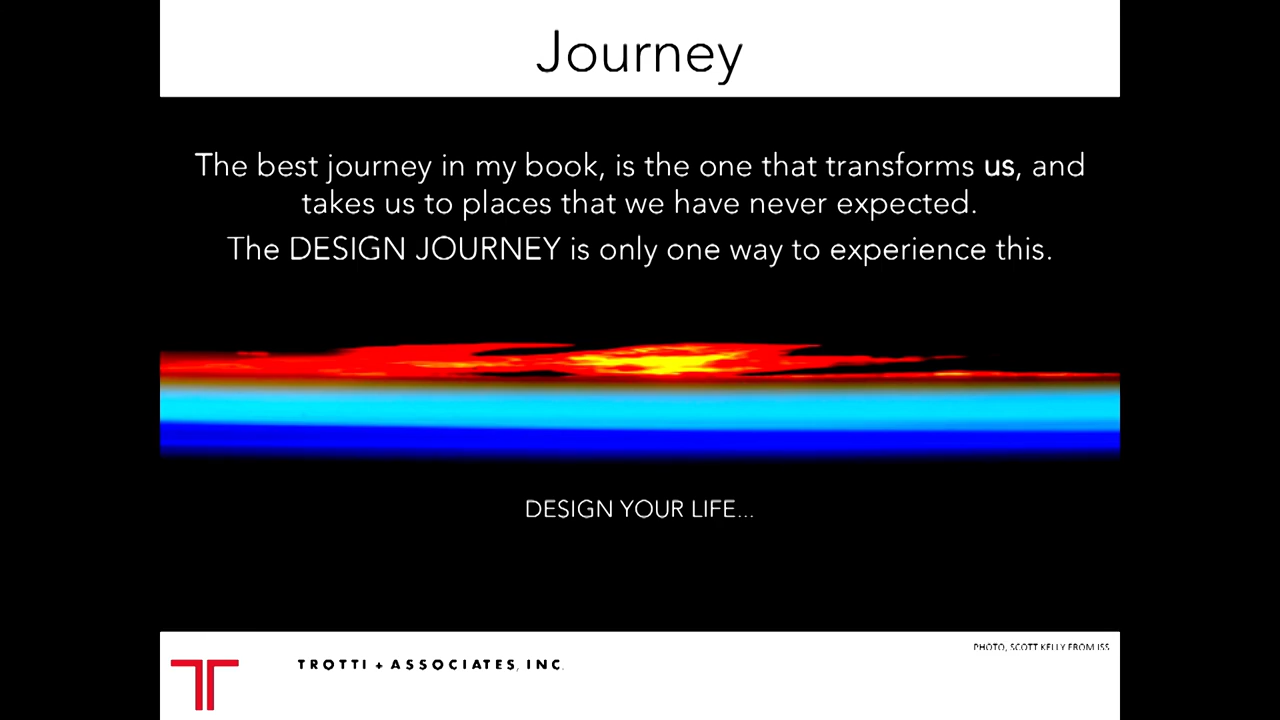 Journey
The best journey in my book, is the one that transforms us, and
takes us to places that we have never expected.
The DESIGN JOURNEY is only one way to experience this.
DESIGN YOUR LIFE...
PHOTO, SCOTT KELLY FROM ISS
TROTTI + ASSOCIATES, INC.